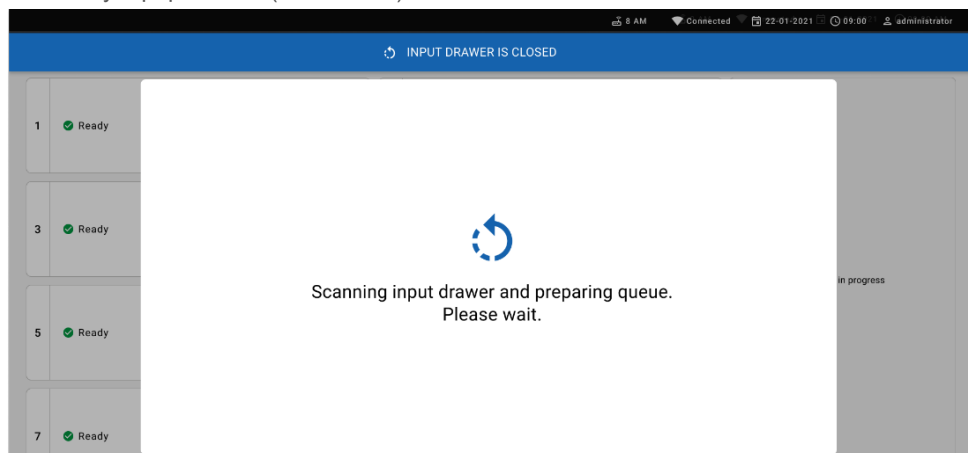 8 AM Connected 22-01-2021 09:00 administrator
INPUT DRAWER IS CLOSED
1 Ready
3 Ready
Scanning input drawer and preparing queue.
Please wait.
in progress
5 Ready
7 Ready